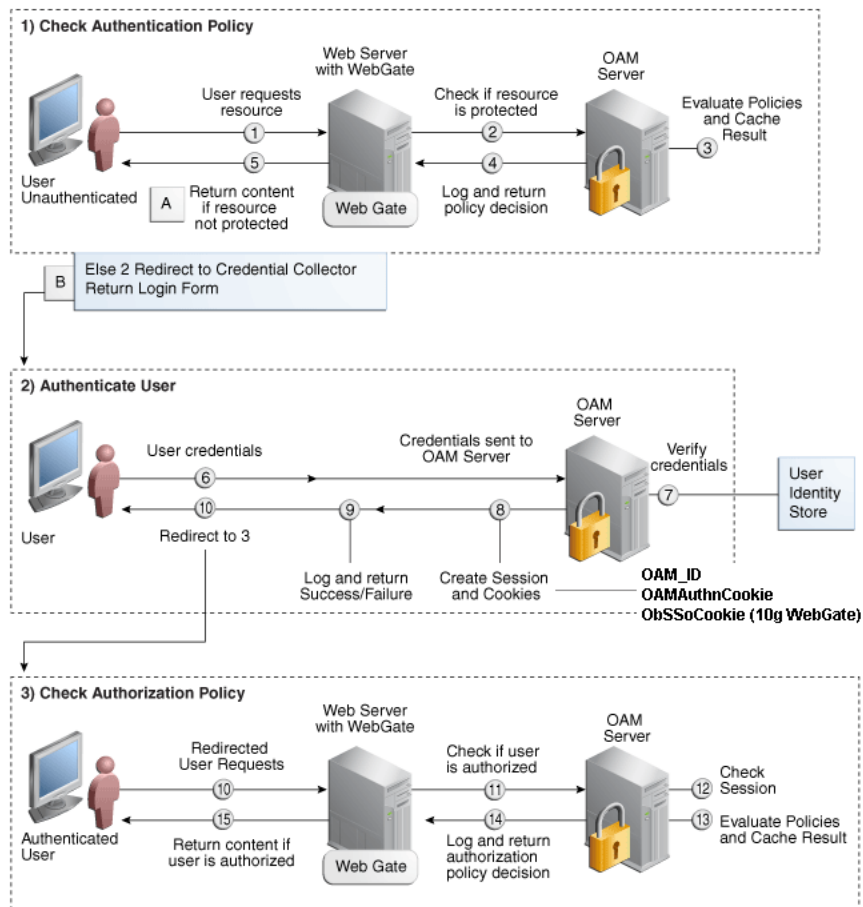 1) Check Authentication Policy
Web Server
with WebGate
OAM
Server
User requests
resource
Check if resource
is protected
Evaluate Policies
and Cache
Result
1
2
3
5
4
User
Unauthenticated
A
Return content
if resource
not protected
Web Gate
Log and return
policy decision
B
Else 2 Redirect to Credential Collector
Return Login Form
2) Authenticate User
OAM
Server
User credentials
Credentials sent to
OAM Server
Verify
credentials
User
Identity
Store
6
7
10
9
8
User
Redirect to 3
Log and return
Success/Failure
Create Session
and Cookies
OAM_ID
OAMAuthnCookie
ObSSoCookie (10g WebGate)
3) Check Authorization Policy
Web Server
with WebGate
OAM
Server
Redirected
User Requests
Check if user
is authorized
Check
Session
10
11
12
15
14
13
Evaluate Policies
and Cache Result
Authenticated
User
Return content if
user is authorized
Web Gate
Log and return
authorization
policy decision